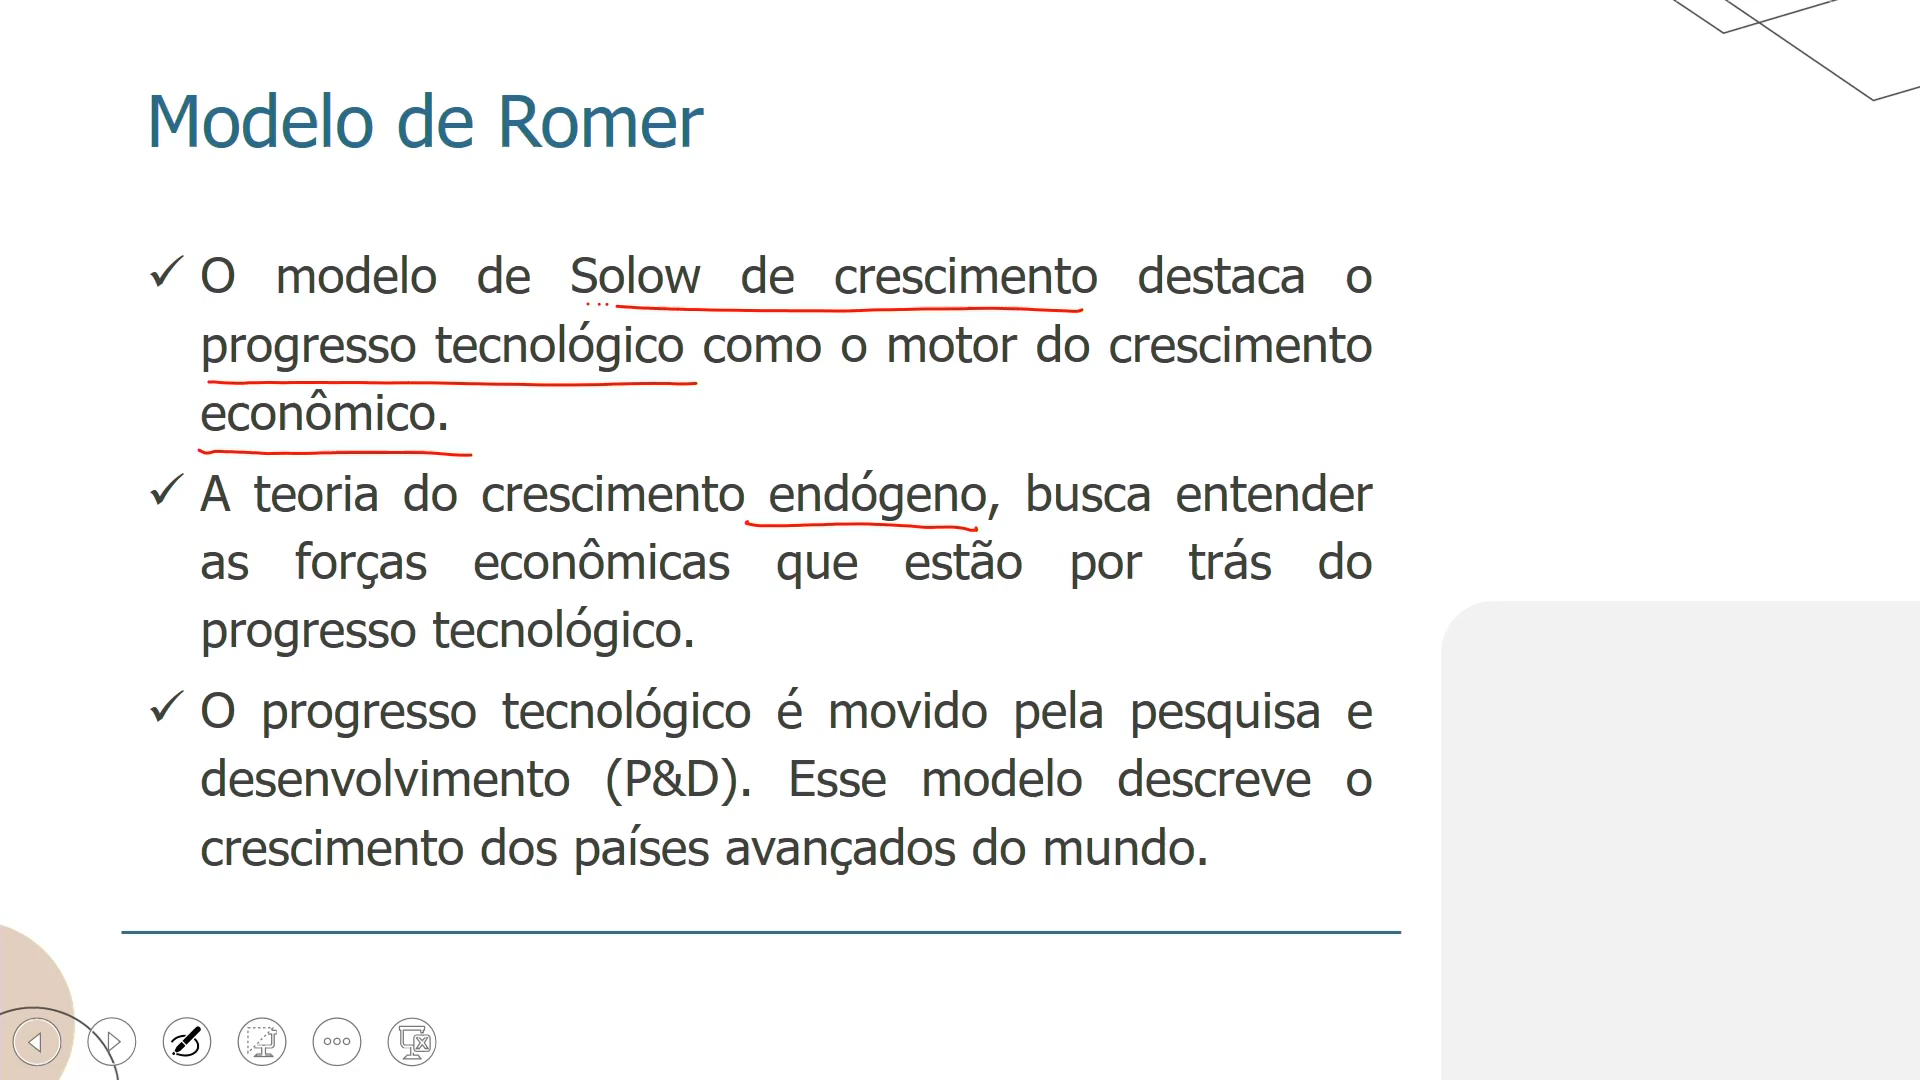 Modelo de Romer
✓ O modelo de Solow de crescimento destaca o
progresso tecnológico como o motor do crescimento
econômico.
✓ A teoria do crescimento endógeno, busca entender
as forças econômicas que estão por trás do
progresso tecnológico.
✓ O progresso tecnológico é movido pela pesquisa e
desenvolvimento (P&D). Esse modelo descreve o
crescimento dos países avançados do mundo.